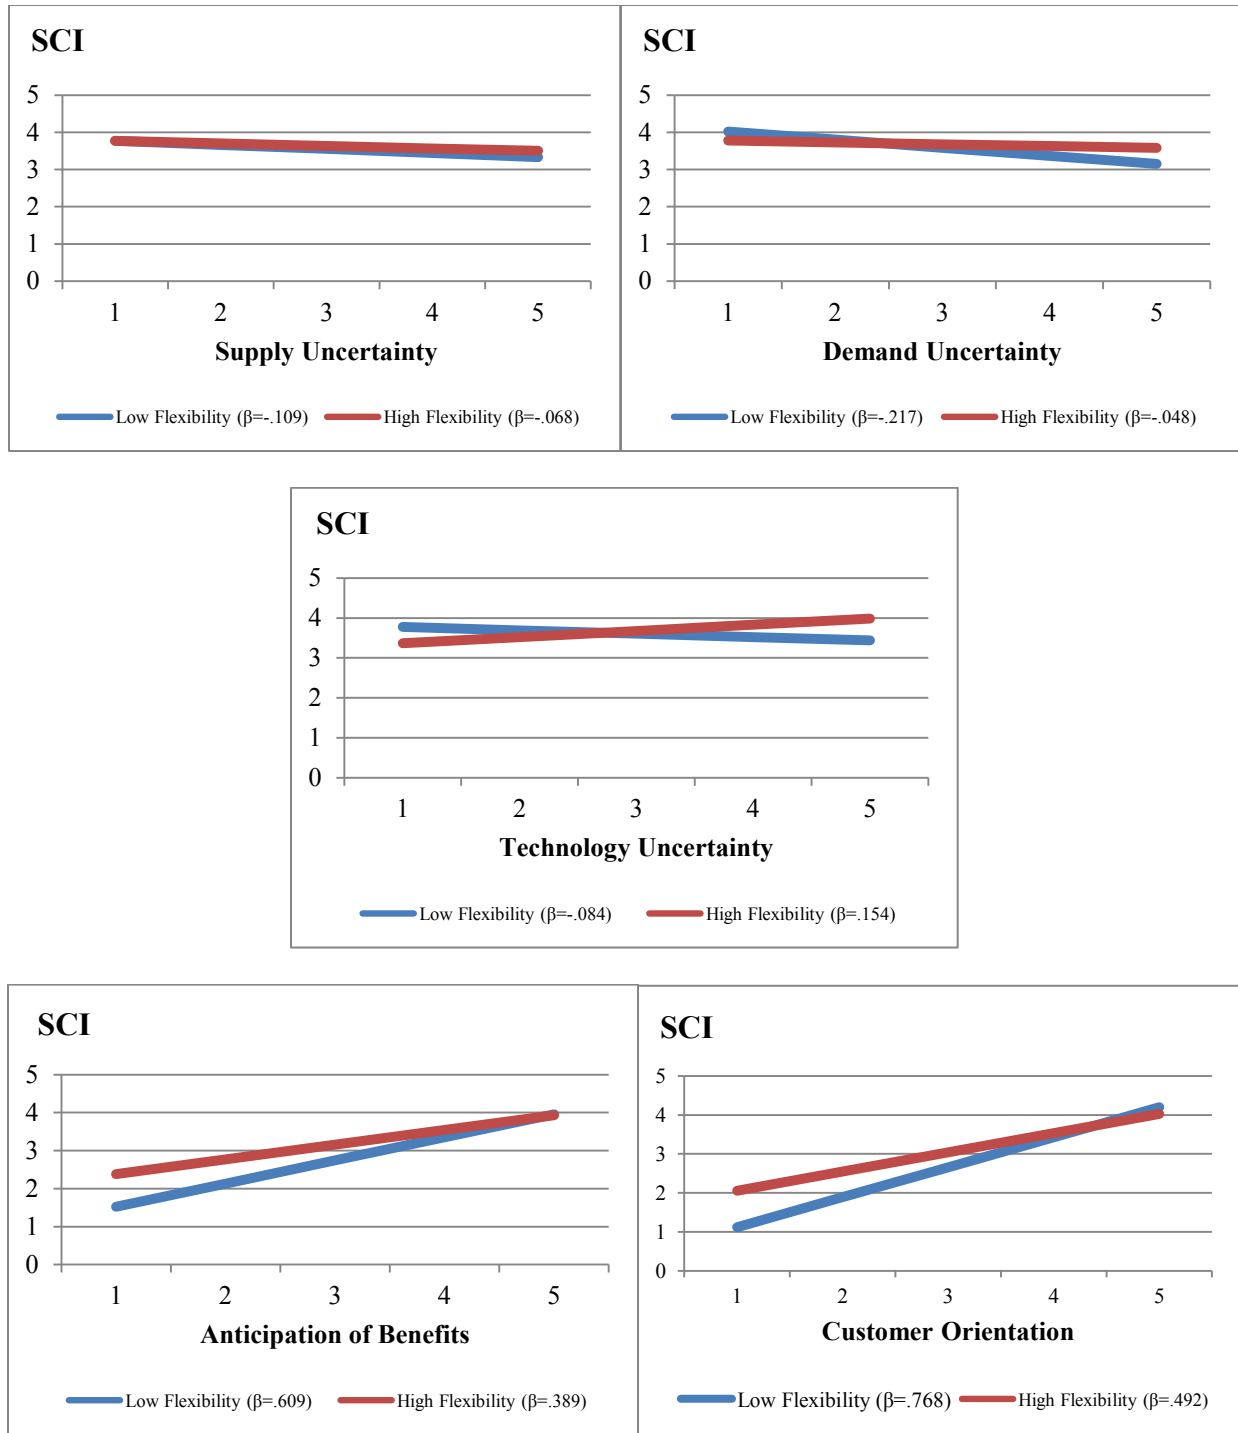 SCI
5
4
3
2
1
0
1 2 3 4 5
Supply Uncertainty
Low Flexibility (β=-.109) High Flexibility (β=-.068)
SCI
5
4
3
2
1
0
1 2 3 4 5
Demand Uncertainty
Low Flexibility (β=-.217) High Flexibility (β=-.048)
SCI
5
4
3
2
1
0
1 2 3 4 5
Technology Uncertainty
Low Flexibility (β=-.084) High Flexibility (β=.154)
SCI
5
4
3
2
1
0
1 2 3 4 5
Anticipation of Benefits
Low Flexibility (β=.609) High Flexibility (β=.389)
SCI
5
4
3
2
1
0
1 2 3 4 5
Customer Orientation
Low Flexibility (β=.768) High Flexibility (β=.492)